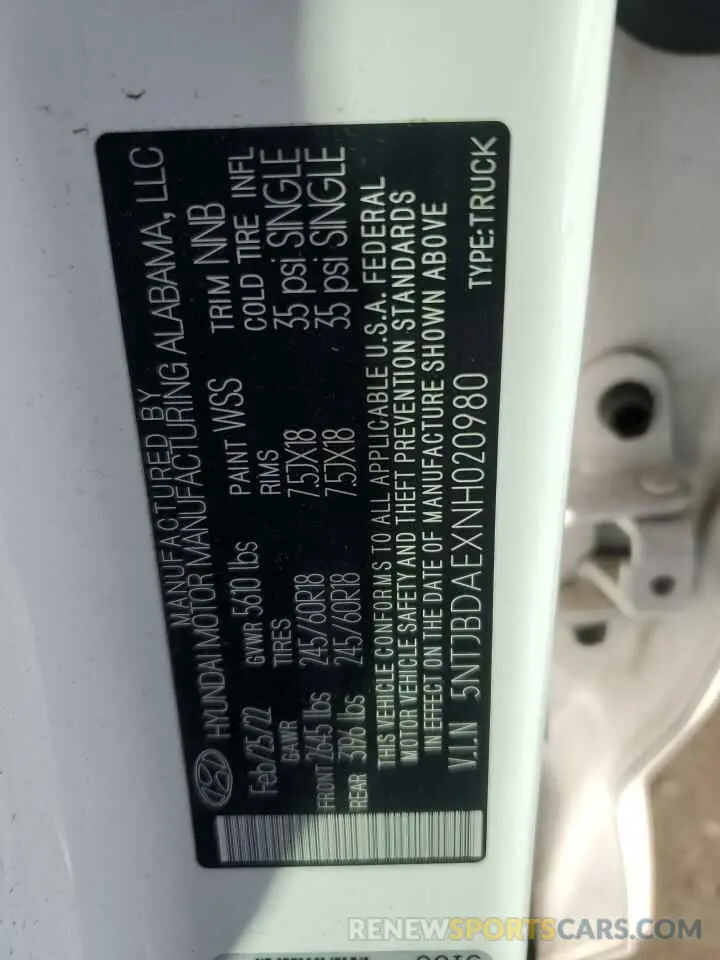 MANUFACTURED BY
HYUNDAI MOTOR MANUFACTURING ALABAMA, LLC
Feb/25/22 GVWR 5610 lbs PAINT WSS TRIM NNB
GAWR TIRES RIMS COLD TIRE INFL
FRONT 2645 lbs 245/60R18 7.5JX18 35 psi SINGLE
REAR 3196 lbs 245/60R18 7.5JX18 35 psi SINGLE
THIS VEHICLE CONFORMS TO ALL APPLICABLE U.S.A. FEDERAL
MOTOR VEHICLE SAFETY AND THEFT PREVENTION STANDARDS
IN EFFECT ON THE DATE OF MANUFACTURE SHOWN ABOVE
V.I.N 5NTJBDAEXNH020980 TYPE:TRUCK
RENEWSPORTSCARS.COM